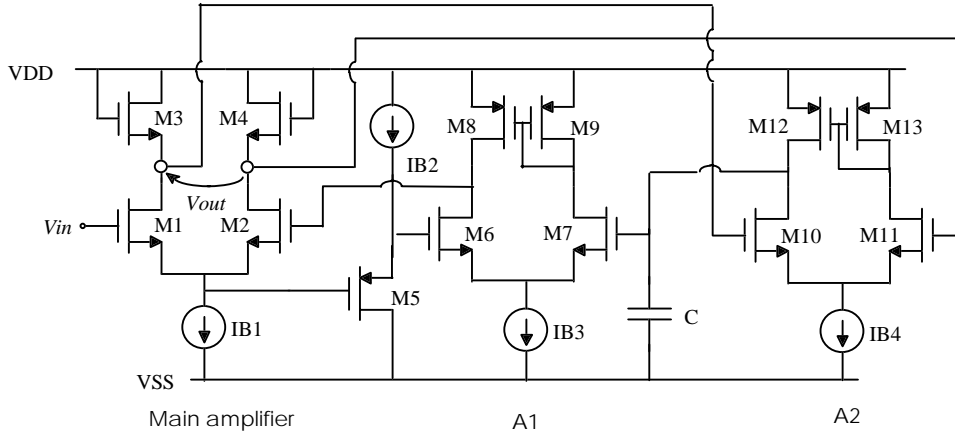 VDD
M3
M4
IB2
M8
M9
M12
M13
Vout
Vin
M1
M2
M6
M7
M10
M11
M5
IB1
IB3
C
IB4
VSS
Main amplifier
A1
A2